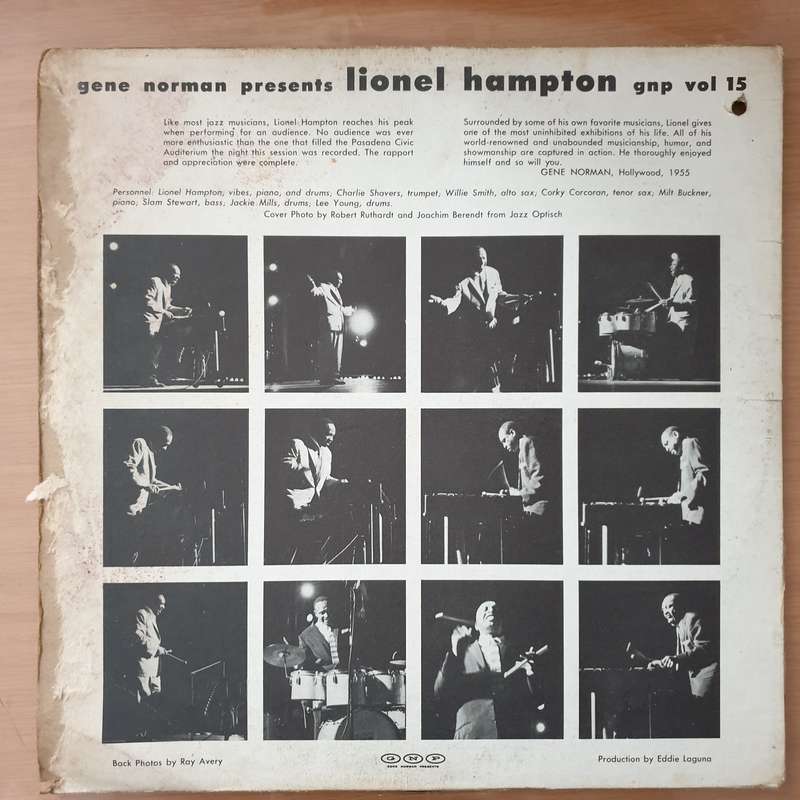 gene norman presents lionel hampton gnp vol 15
Like most jazz musicians, Lionel Hampton reaches his peak
when performing for an audience. No audience was ever
more enthusiastic than the one that filled the Pasadena Civic
Auditorium the night this session was recorded. The rapport
and appreciation were complete.
Surrounded by some of his own favorite musicians, Lionel gives
one of the most uninhibited exhibitions of his life. All of his
world-renowned and unabounded musicianship, humor, and
showmanship are captured in action. He thoroughly enjoyed
himself and so will you.
GENE NORMAN, Hollywood, 1955
Personnel: Lionel Hampton, vibes, piano, and drums; Charlie Shavers, trumpet; Willie Smith, alto sax; Corky Corcoran, tenor sax; Milt Buckner,
piano; Slam Stewart, bass; Jackie Mills, drums; Lee Young, drums.
Cover Photo by Robert Ruthardt and Joachim Berendt from Jazz Optisch
Back Photos by Ray Avery
GNP
GENE NORMAN PRESENTS
Production by Eddie Laguna